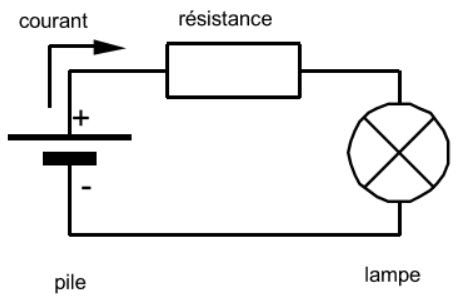 courant
résistance
+
-
pile
lampe